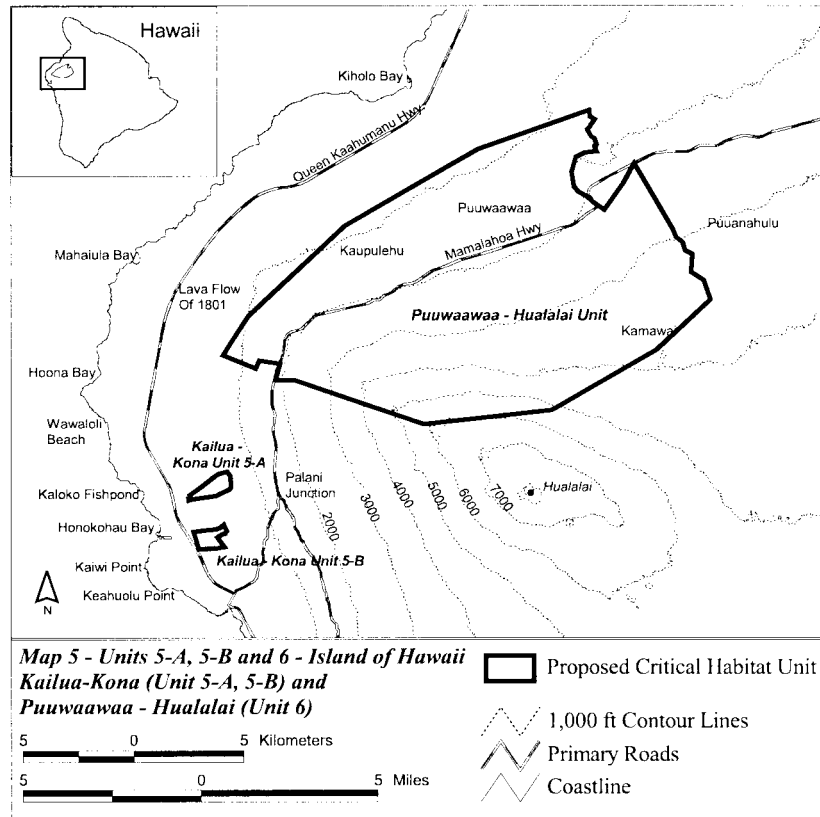 Hawaii
Kiholo Bay
Queen Kaahumanu Hwy
Puuwaawaa
Mamalahoa Hwy
Kaupulehu
Puuanahulu
Mahaiula Bay
Lava Flow
Of 1801
Puuwaawaa - Hualalai Unit
Kamawai
Hoona Bay
Wawaloli
Beach
Kailua -
Kona Unit 5-A
Palani
Junction
Kaloko Fishpond
Honokohau Bay
Kailua - Kona Unit 5-B
2000
3000
4000
5000
6000
7000
Hualalai
Kaiwi Point
Keahuolu Point
N
Map 5 - Units 5-A, 5-B and 6 - Island of Hawaii
Kailua-Kona (Unit 5-A, 5-B) and
Puuwaawaa - Hualalai (Unit 6)
5 0 5 Kilometers
5 0 5 Miles
Proposed Critical Habitat Unit
1,000 ft Contour Lines
Primary Roads
Coastline